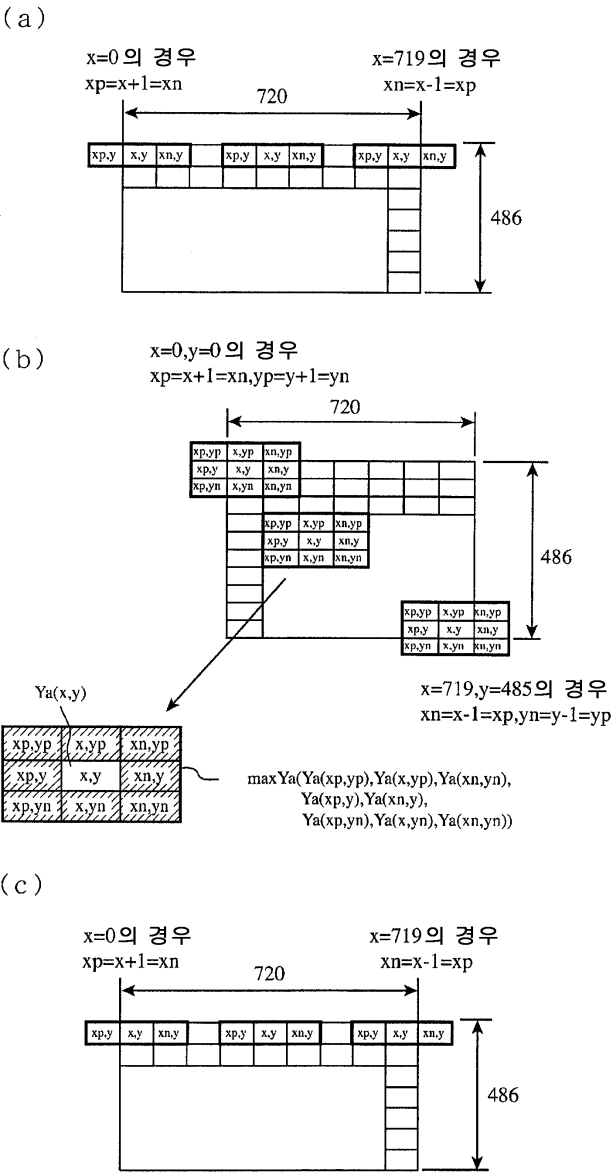 (a)
x=0의 경우
xp=x+1=xn
x=719의 경우
xn=x-1=xp
720
xp,y x,y xn,y xp,y x,y xn,y xp,y x,y xn,y
486
(b)
x=0,y=0의 경우
xp=x+1=xn,yp=y+1=yn
720
xp,yp x,yp xn,yp
xp,y x,y xn,y
xp,yn x,yn xn,yn
xp,yp x,yp xn,yp
xp,y x,y xn,y
xp,yn x,yn xn,yn
486
xp,yp x,yp xn,yp
xp,y x,y xn,y
xp,yn x,yn xn,yn
x=719,y=485의 경우
xn=x-1=xp,yn=y-1=yp
Ya(x,y)
xp,yp x,yp xn,yp
xp,y x,y xn,y
xp,yn x,yn xn,yn
maxYa(Ya(xp,yp),Ya(x,yp),Ya(xn,yn),
Ya(xp,y),Ya(xn,y),
Ya(xp,yn),Ya(x,yn),Ya(xn,yn))
(c)
x=0의 경우
xp=x+1=xn
x=719의 경우
xn=x-1=xp
720
xp,y x,y xn,y xp,y x,y xn,y xp,y x,y xn,y
486